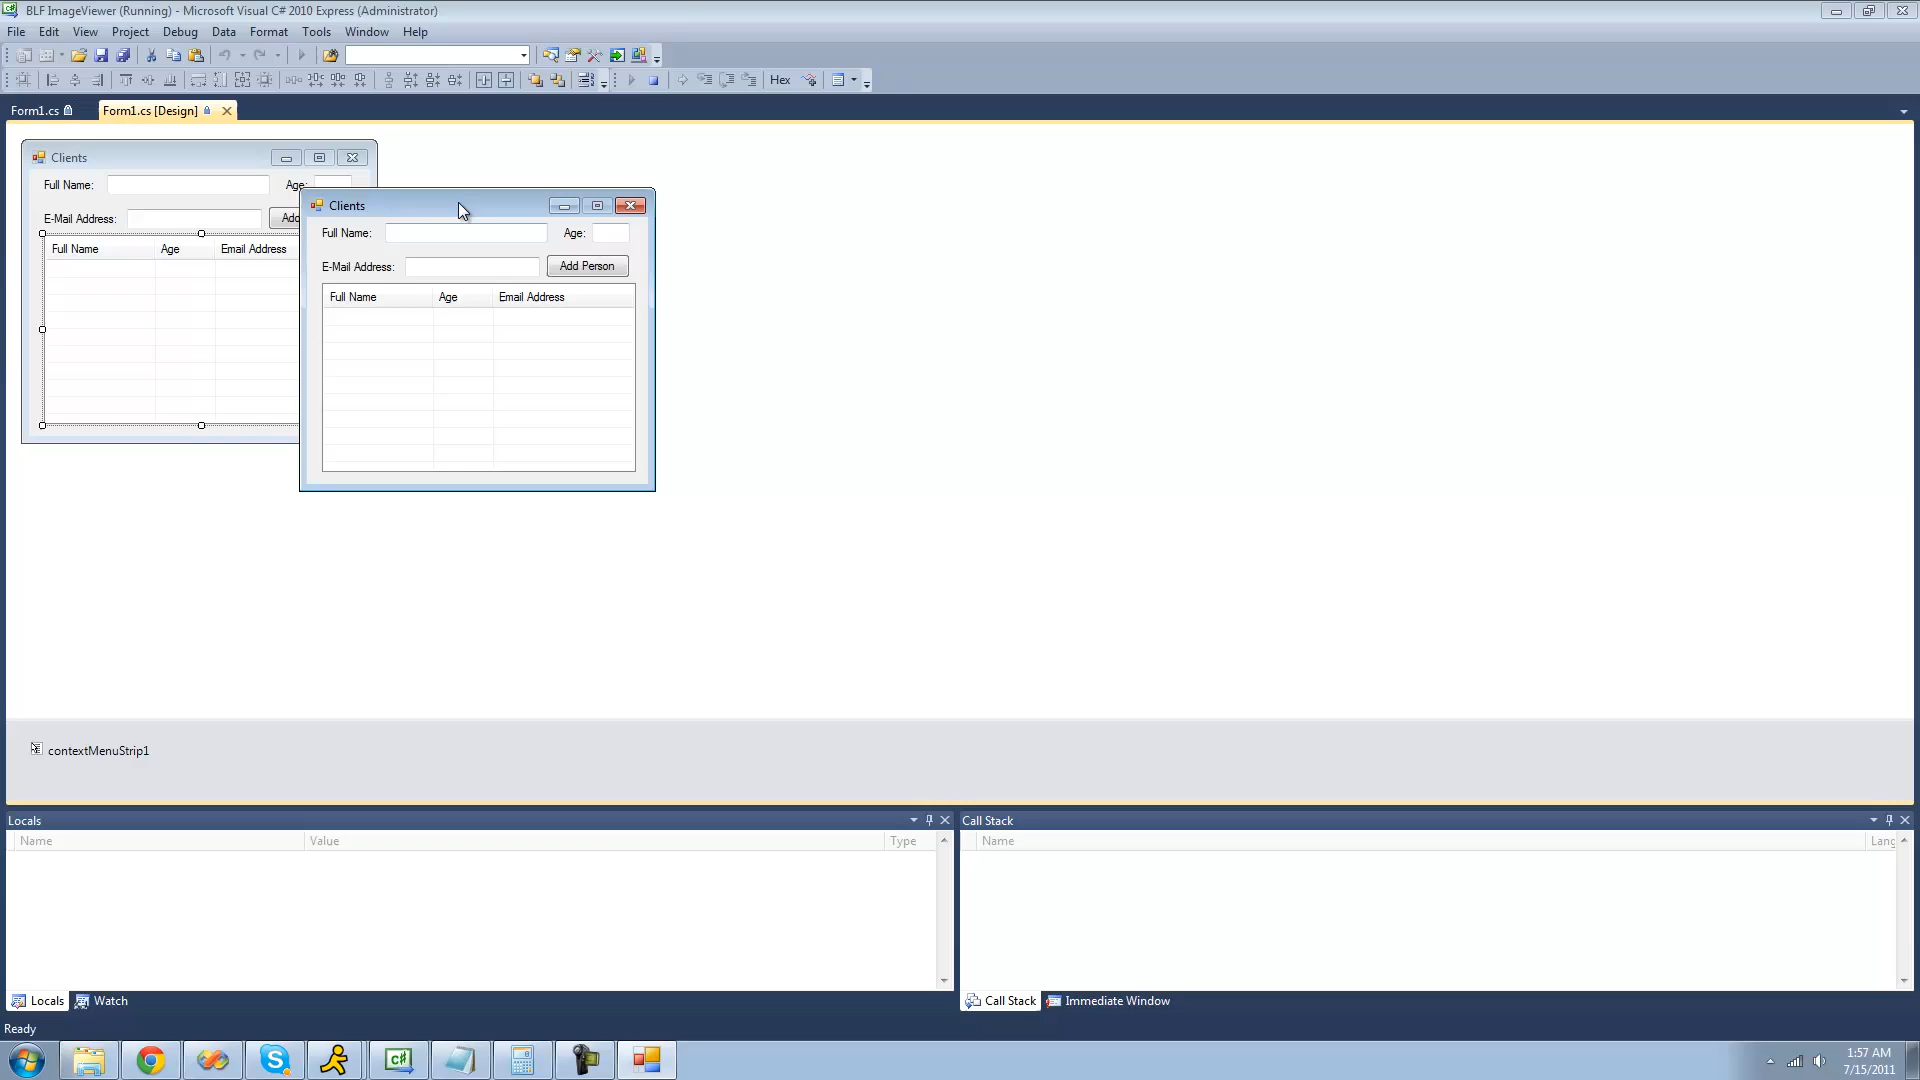 BLF ImageViewer (Running) - Microsoft Visual C# 2010 Express (Administrator)
File Edit View Project Debug Data Format Tools Window Help
Hex
Form1.cs Form1.cs [Design]
Clients
Full Name: Age:
E-Mail Address: Add
Full Name Age Email Address
Clients
Full Name: Age:
E-Mail Address: Add Person
Full Name Age Email Address
contextMenuStrip1
Locals
Name Value Type
Call Stack
Name Lang
Locals Watch
Call Stack Immediate Window
Ready
1:57 AM
7/15/2011